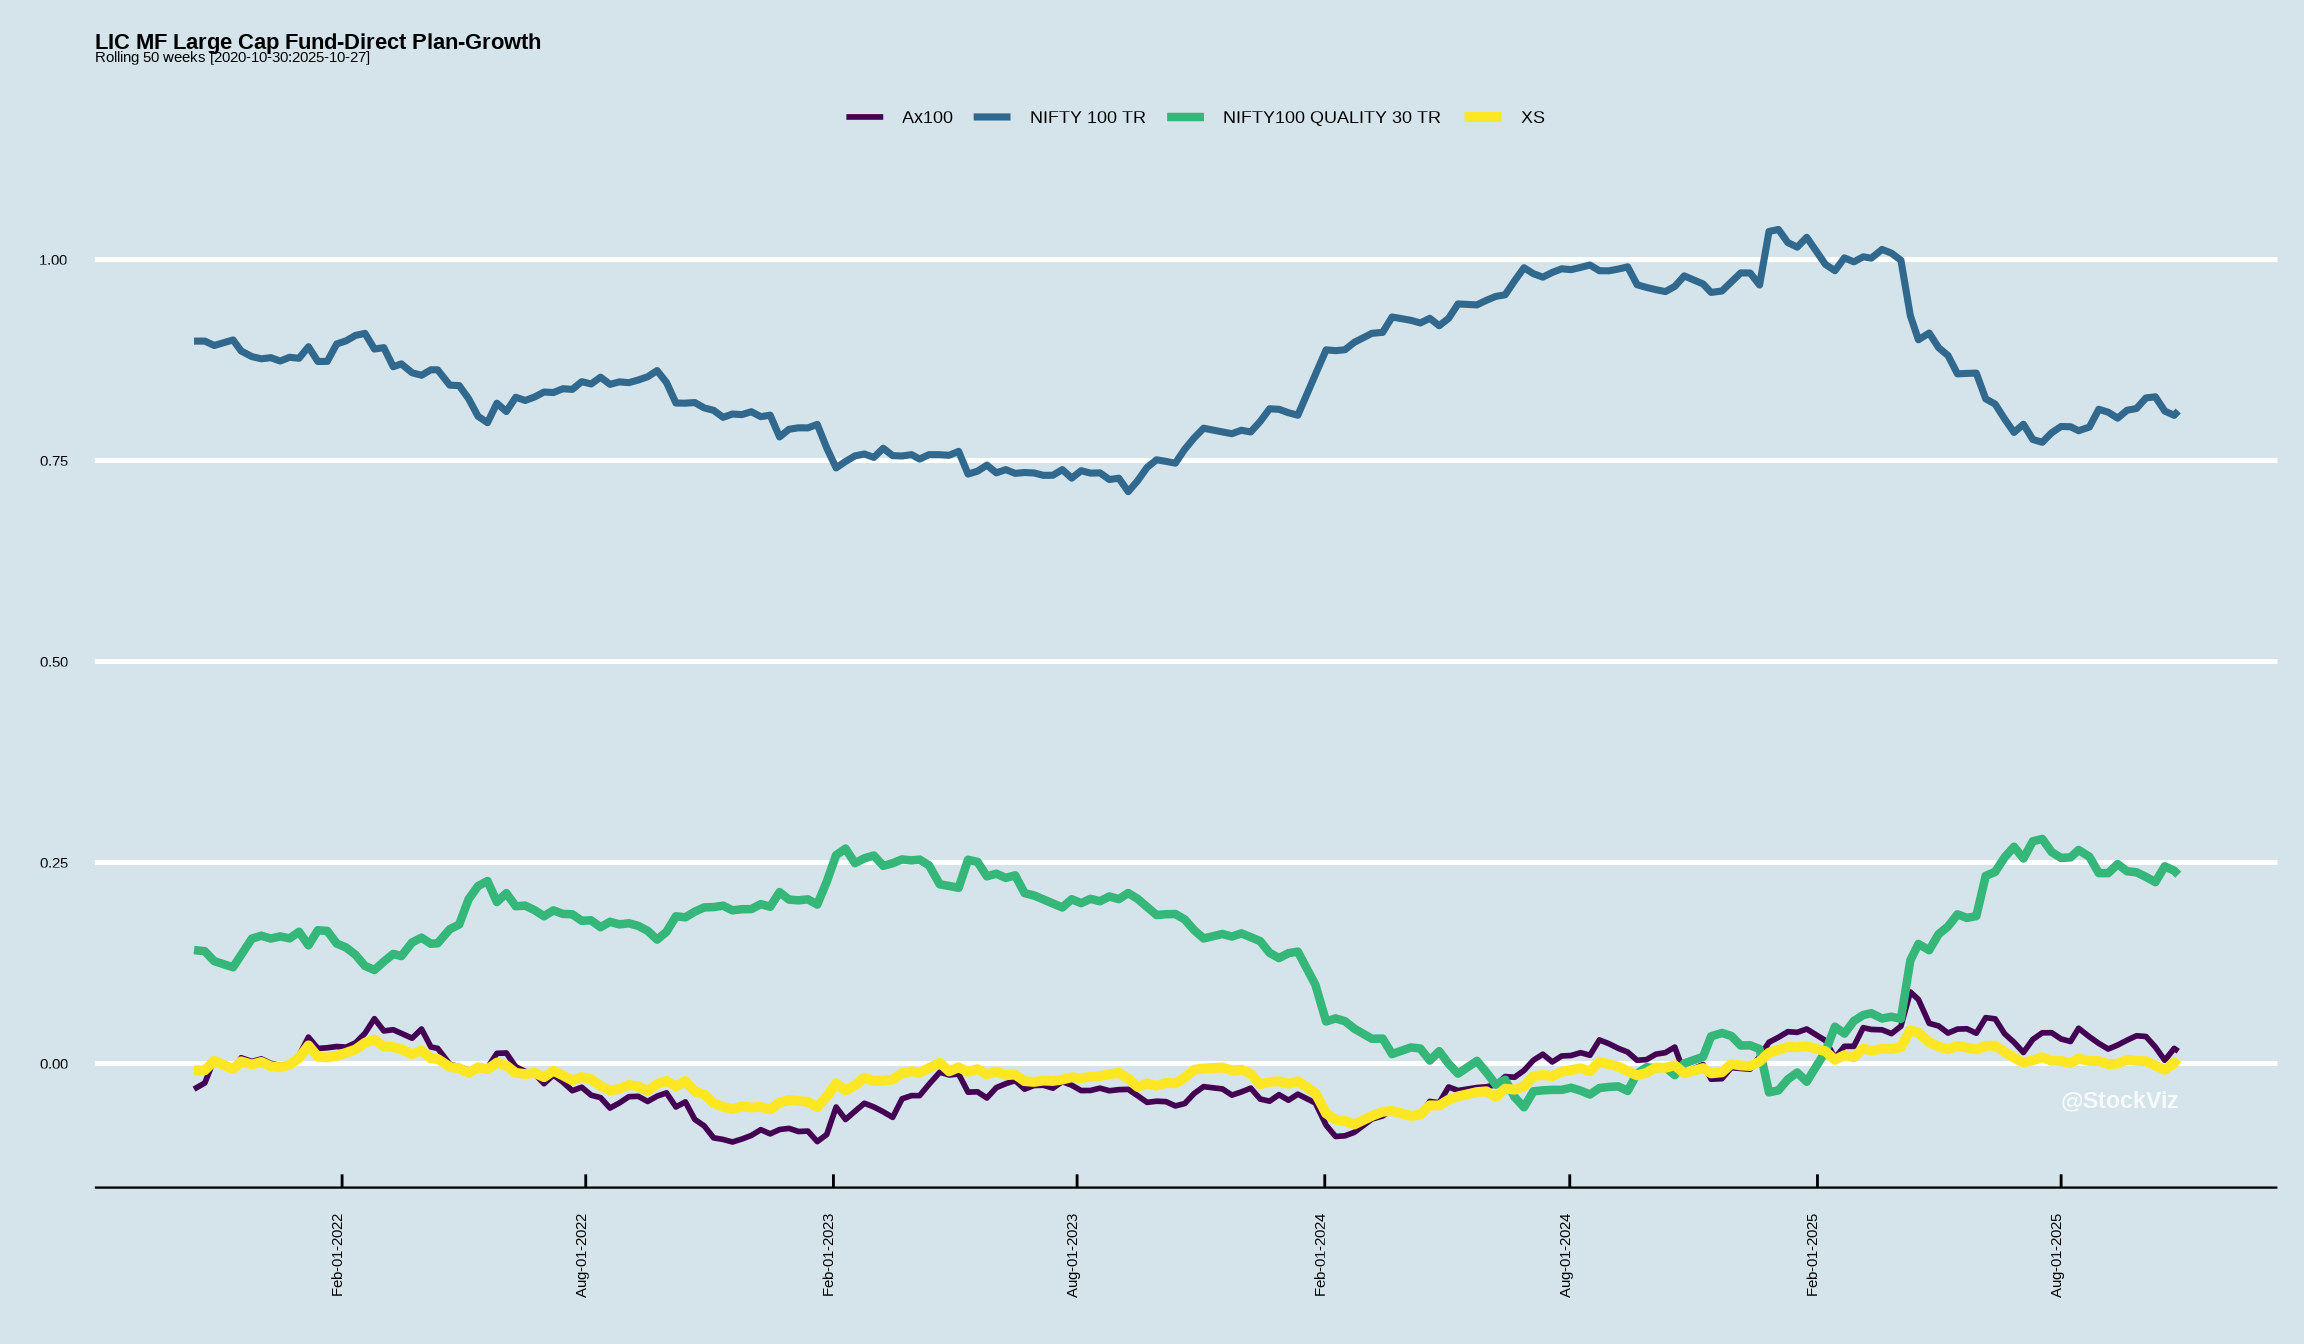 LIC MF Large Cap Fund-Direct Plan-Growth
Rolling 50 weeks [2020-10-30:2025-10-27]
Ax100 NIFTY 100 TR NIFTY100 QUALITY 30 TR XS
1.00
0.75
0.50
0.25
0.00
@StockViz
Feb-01-2022 Aug-01-2022 Feb-01-2023 Aug-01-2023 Feb-01-2024 Aug-01-2024 Feb-01-2025 Aug-01-2025